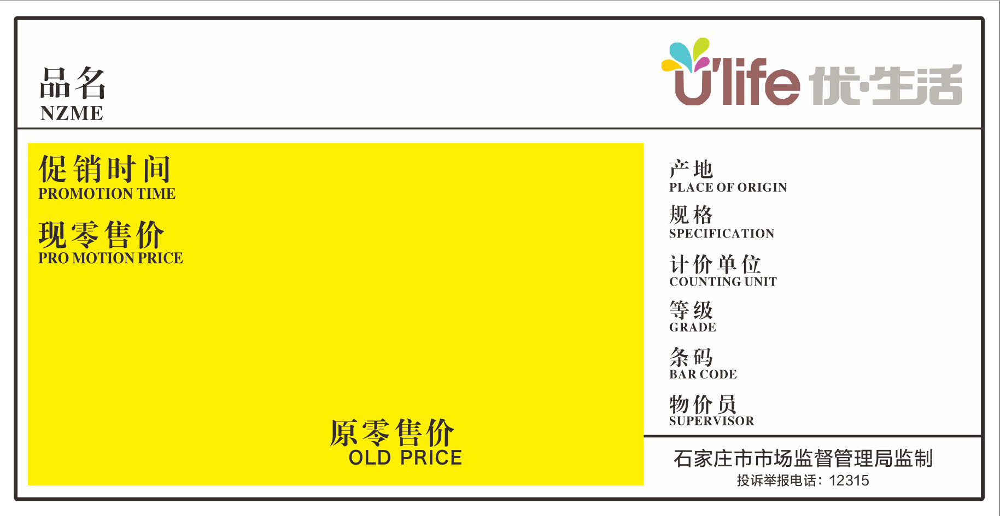 品名
NZME
U'life 优·生活
促销时间
PROMOTION TIME
现零售价
PRO MOTION PRICE
原零售价
OLD PRICE
产地
PLACE OF ORIGIN
规格
SPECIFICATION
计价单位
COUNTING UNIT
等级
GRADE
条码
BAR CODE
物价员
SUPERVISOR
石家庄市市场监督管理局监制
投诉举报电话：12315